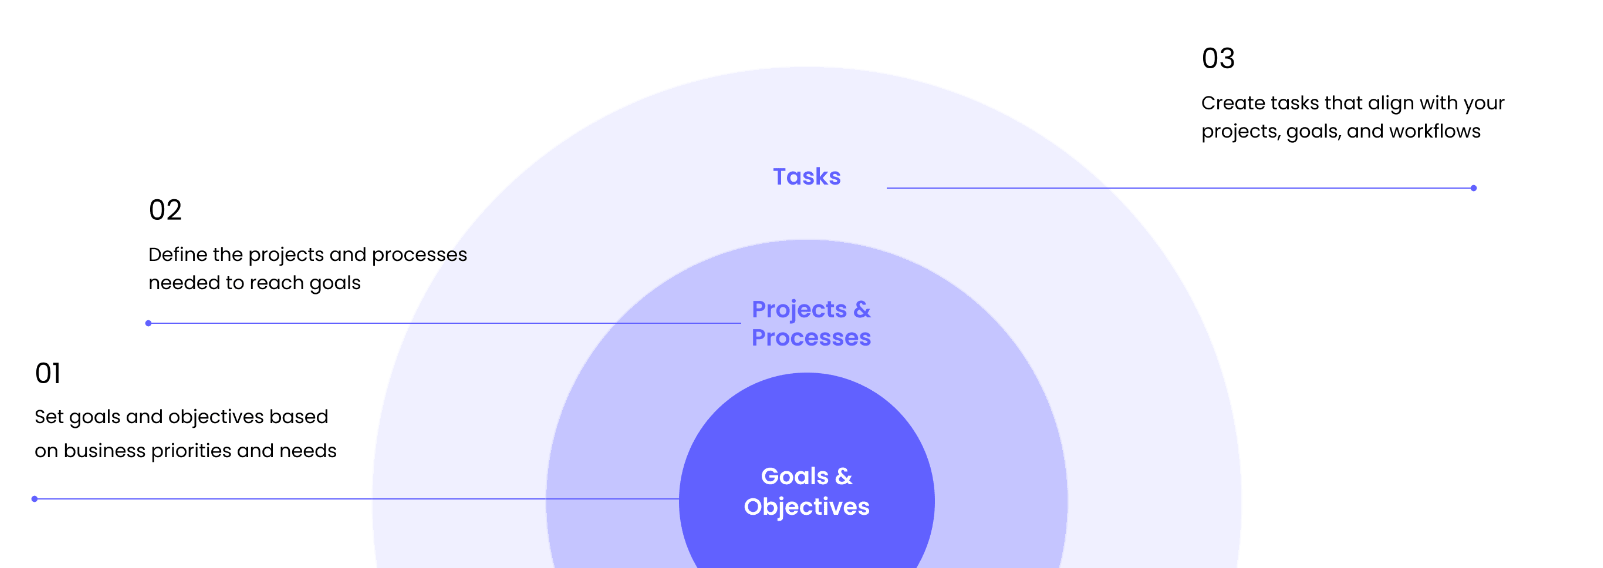 03
Create tasks that align with your
projects, goals, and workflows
Tasks
02
Define the projects and processes
needed to reach goals
Projects &
Processes
01
Set goals and objectives based
on business priorities and needs
Goals &
Objectives